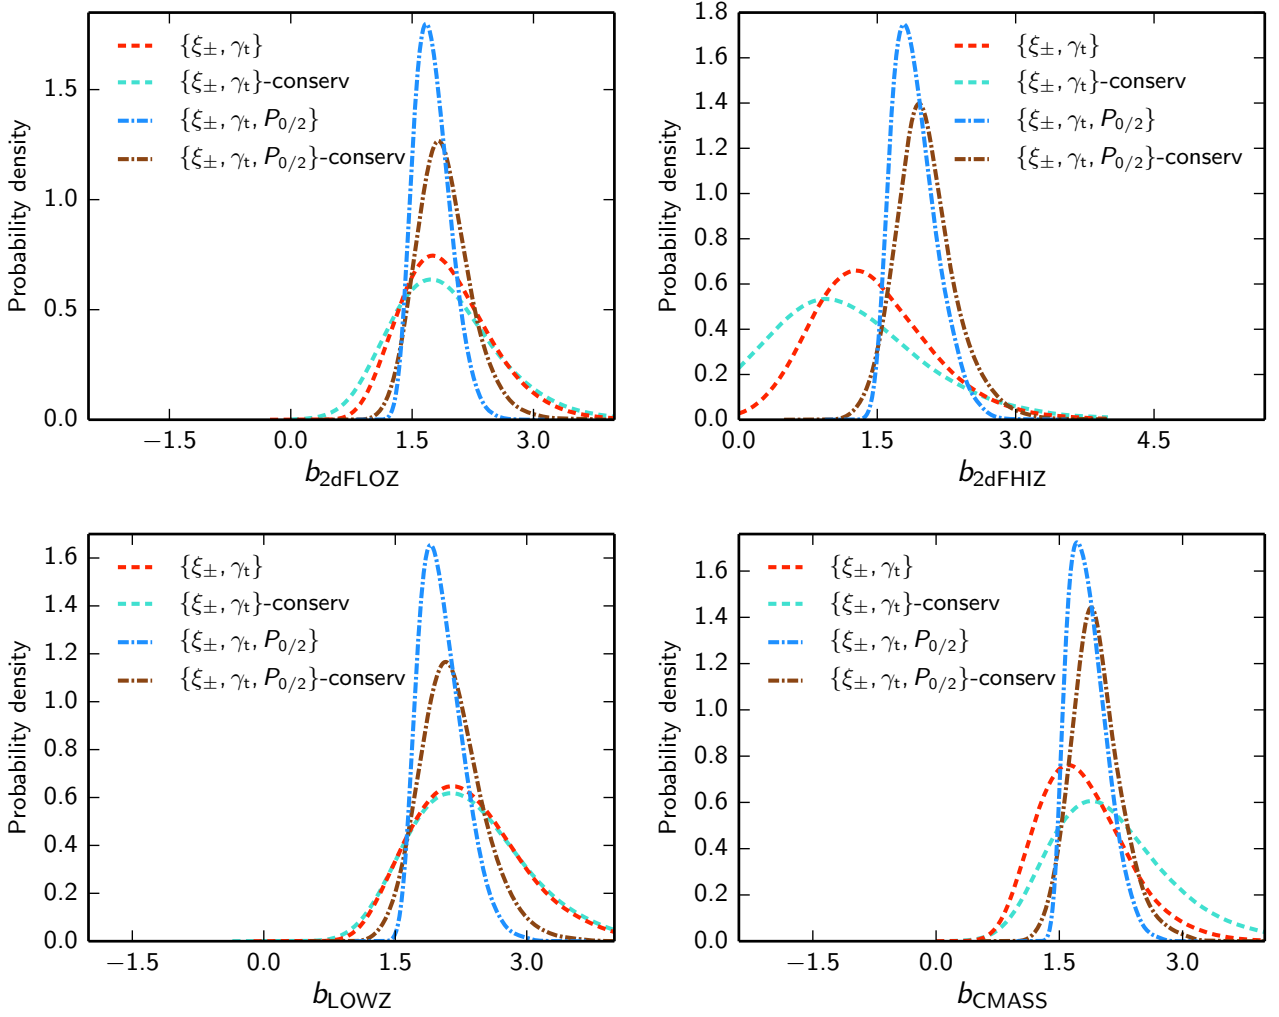 {ξ±, γt}
{ξ±, γt}-conserv
{ξ±, γt, P0/2}
{ξ±, γt, P0/2}-conserv
Probability density
1.5
1.0
0.5
0.0
−1.5 0.0 1.5 3.0
b2dFLOZ
{ξ±, γt}
{ξ±, γt}-conserv
{ξ±, γt, P0/2}
{ξ±, γt, P0/2}-conserv
Probability density
1.8
1.6
1.4
1.2
1.0
0.8
0.6
0.4
0.2
0.0
0.0 1.5 3.0 4.5
b2dFHIZ
{ξ±, γt}
{ξ±, γt}-conserv
{ξ±, γt, P0/2}
{ξ±, γt, P0/2}-conserv
Probability density
1.6
1.4
1.2
1.0
0.8
0.6
0.4
0.2
0.0
−1.5 0.0 1.5 3.0
bLOWZ
{ξ±, γt}
{ξ±, γt}-conserv
{ξ±, γt, P0/2}
{ξ±, γt, P0/2}-conserv
Probability density
1.6
1.4
1.2
1.0
0.8
0.6
0.4
0.2
0.0
−1.5 0.0 1.5 3.0
bCMASS